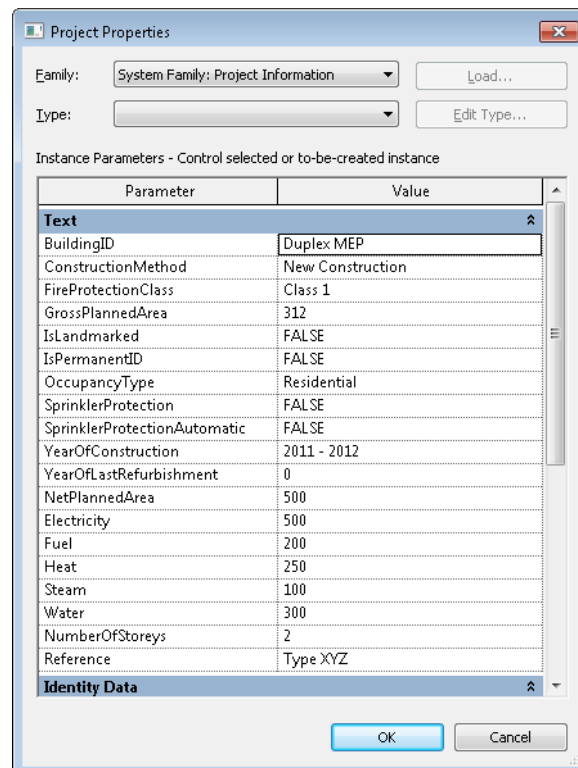 Project Properties
Family: System Family: Project Information Load...
Type: Edit Type...
Instance Parameters - Control selected or to-be-created instance
Parameter Value
Text
BuildingID Duplex MEP
ConstructionMethod New Construction
FireProtectionClass Class 1
GrossPlannedArea 312
IsLandmarked FALSE
IsPermanentID FALSE
OccupancyType Residential
SprinklerProtection FALSE
SprinklerProtectionAutomatic FALSE
YearOfConstruction 2011 - 2012
YearOfLastRefurbishment 0
NetPlannedArea 500
Electricity 500
Fuel 200
Heat 250
Steam 100
Water 300
NumberOfStoreys 2
Reference Type XYZ
Identity Data
OK Cancel